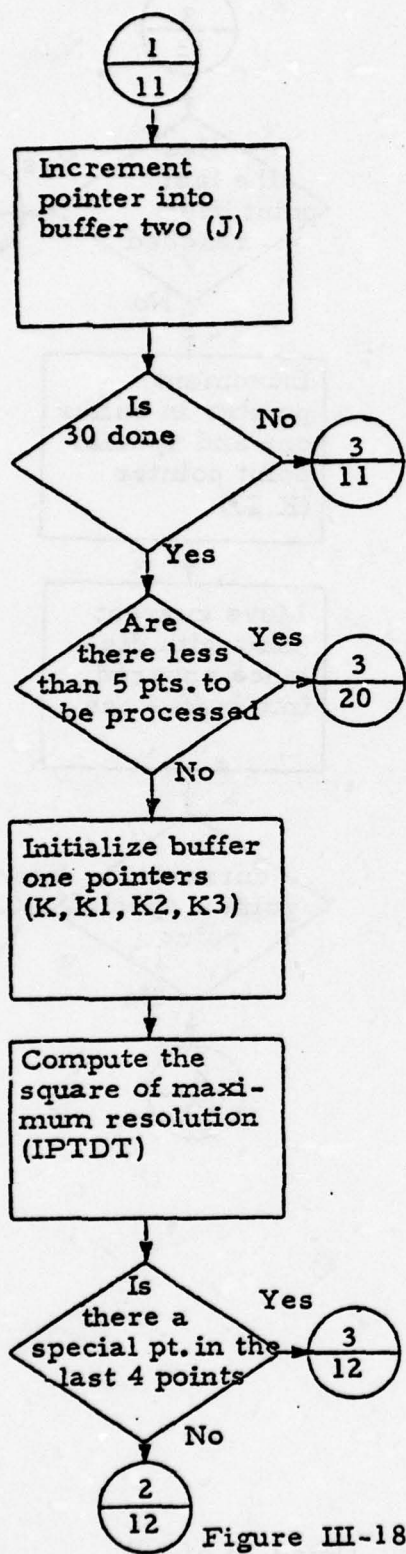 1
11
Increment
pointer into
buffer two (J)
Is
30 done
No
3
11
Yes
Are
there less
than 5 pts. to
be processed
Yes
3
20
No
Initialize buffer
one pointers
(K, K1, K2, K3)
Compute the
square of maxi-
mum resolution
(IPTDT)
Is
there a
special pt. in the
last 4 points
Yes
3
12
No
2
12
Figure III-18